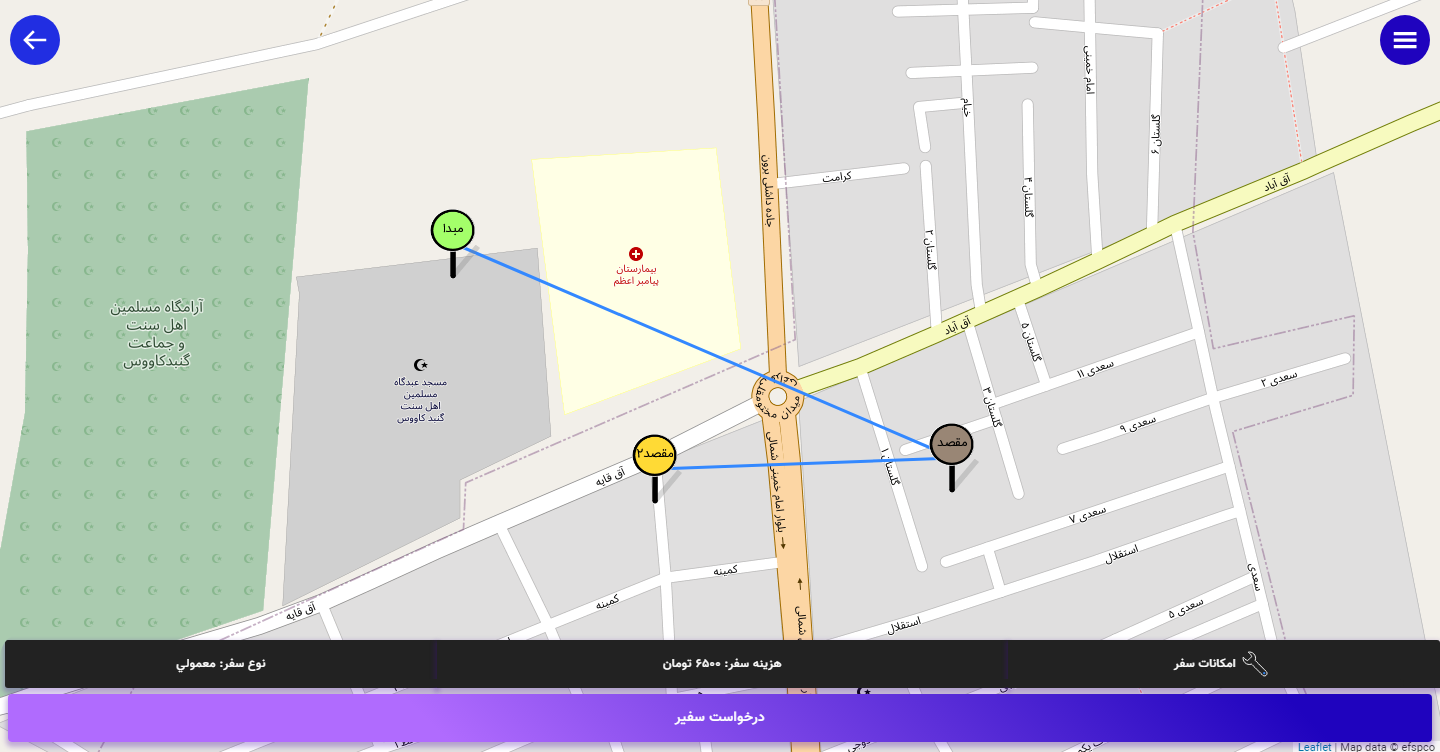 خیام
امام خمینی
گلستان ۶
کرامت
جاده داشلی برون
گلستان ۴
گلستان ۲
آق آباد
مبدا
بیمارستان
پیامبر اعظم
آرامگاه مسلمین
اهل سنت
و جماعت
گنبدکاووس
مسجد عیدگاه
مسلمین
اهل سنت
گنبد کاووس
آق آباد
گلستان ۵
سعدی ۱۱
سعدی ۲
گلستان ۳
میدان مختومقلی
سعدی ۹
مقصد
مقصد۲
گلستان ۱
آق قایه
بلوار امام خمینی شمالی
سعدی ۷
استقلال
کمینه
کمینه
سعدی
سعدی ۵
آق قایه
استقلال
شمالی
امکانات سفر
هزینه سفر: ۶۵۰۰ تومان
نوع سفر: معمولي
درخواست سفیر
Leaflet | Map data © efspco